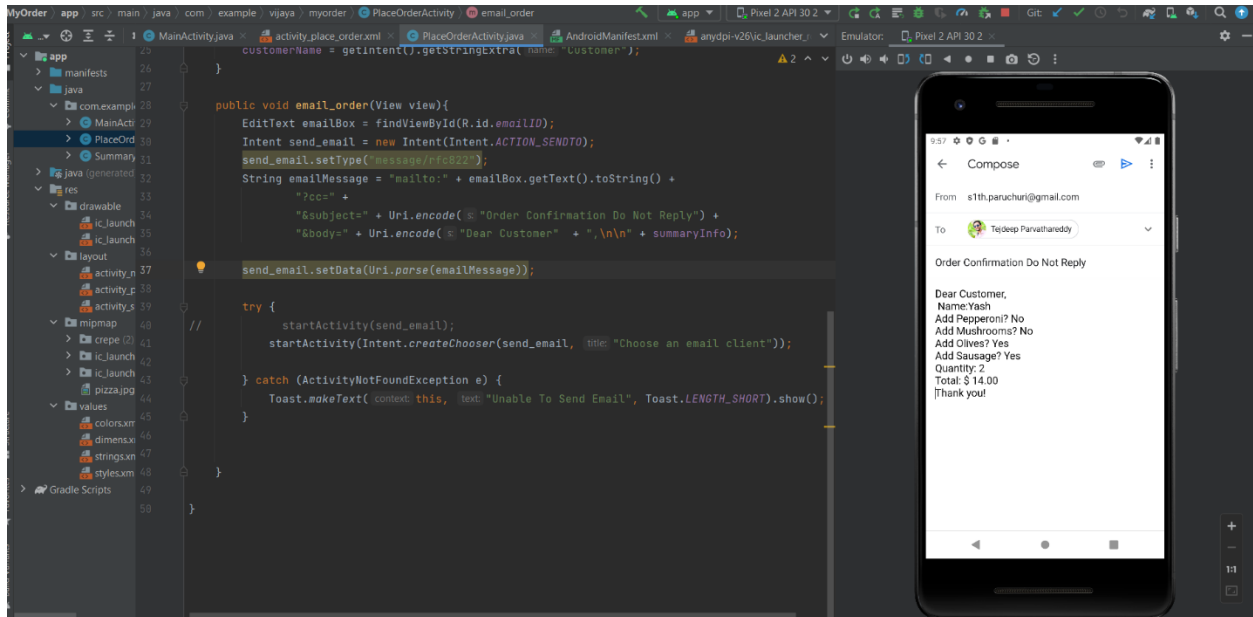 MyOrder app src main java com example vijaya myorder PlaceOrderActivity email_order
app Pixel 2 API 30 2 Git:
MainActivity.java activity_place_order.xml PlaceOrderActivity.java AndroidManifest.xml anydpi-v26\ic_launcher_r
Emulator: Pixel 2 API 30 2
app
manifests
java
com.example
MainActi
PlaceOrd
Summary
java (generated)
res
drawable
ic_launch
ic_launch
layout
activity_n
activity_p
activity_s
mipmap
crepe (2)
ic_launch
ic_launch
pizza.jpg
values
colors.xm
dimens.x
strings.xn
styles.xm
Gradle Scripts
2
25 customerName = getIntent().getStringExtra( name: "Customer");
26 }
27
28 public void email_order(View view){
29 EditText emailBox = findViewById(R.id.emailID);
30 Intent send_email = new Intent(Intent.ACTION_SENDTO);
31 send_email.setType("message/rfc822");
32 String emailMessage = "mailto:" + emailBox.getText().toString() +
33 "?cc=" +
34 "&subject=" + Uri.encode( s: "Order Confirmation Do Not Reply") +
35 "&body=" + Uri.encode( s: "Dear Customer" + ",\n\n" + summaryInfo);
36
37 send_email.setData(Uri.parse(emailMessage));
38
39 try {
40 // startActivity(send_email);
41 startActivity(Intent.createChooser(send_email, title: "Choose an email client"));
42
43 } catch (ActivityNotFoundException e) {
44 Toast.makeText( context: this, text: "Unable To Send Email", Toast.LENGTH_SHORT).show();
45 }
46
47
48 }
49
50 }
9:57
Compose
From s1th.paruchuri@gmail.com
To Tejdeep Parvathareddy
Order Confirmation Do Not Reply
Dear Customer,
Name:Yash
Add Pepperoni? No
Add Mushrooms? No
Add Olives? Yes
Add Sausage? Yes
Quantity: 2
Total: $ 14.00
Thank you!
1:1